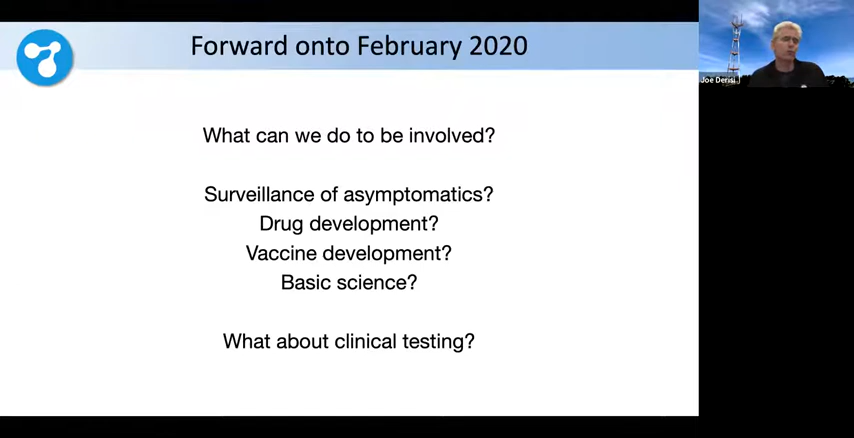 Forward onto February 2020
Joe Derisi
What can we do to be involved?
Surveillance of asymptomatics?
Drug development?
Vaccine development?
Basic science?
What about clinical testing?